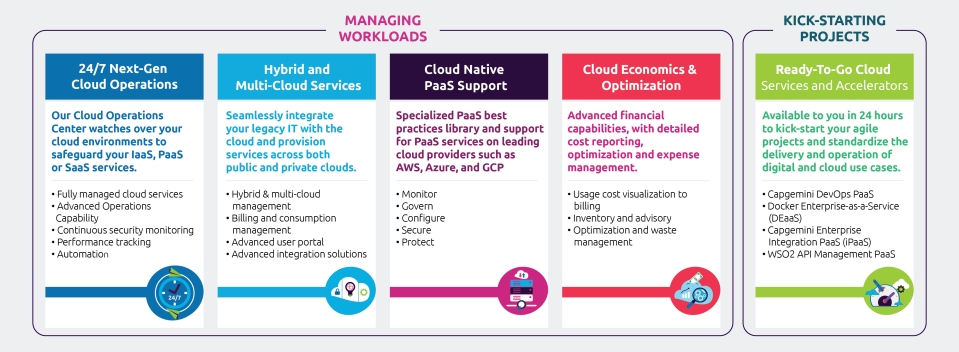 MANAGING
WORKLOADS
KICK-STARTING
PROJECTS
24/7 Next-Gen
Cloud Operations
Our Cloud Operations
Center watches over your
cloud environments to
safeguard your IaaS, PaaS
or SaaS services.
• Fully managed cloud services
• Advanced Operations
Capability
• Continuous security monitoring
• Performance tracking
• Automation
24/7
Hybrid and
Multi-Cloud Services
Seamlessly integrate
your legacy IT with the
cloud and provision
services across both
public and private clouds.
• Hybrid & multi-cloud
management
• Billing and consumption
management
• Advanced user portal
• Advanced integration solutions
Cloud Native
PaaS Support
Specialized PaaS best
practices library and support
for PaaS services on leading
cloud providers such as
AWS, Azure, and GCP
• Monitor
• Govern
• Configure
• Secure
• Protect
Cloud Economics &
Optimization
Advanced financial
capabilities, with detailed
cost reporting,
optimization and expense
management.
• Usage cost visualization to
billing
• Inventory and advisory
• Optimization and waste
management
Ready-To-Go Cloud
Services and Accelerators
Available to you in 24 hours
to kick-start your agile
projects and standardize the
delivery and operation of
digital and cloud use cases.
• Capgemini DevOps PaaS
• Docker Enterprise-as-a-Service
(DEaaS)
• Capgemini Enterprise
Integration PaaS (iPaaS)
• WSO2 API Management PaaS